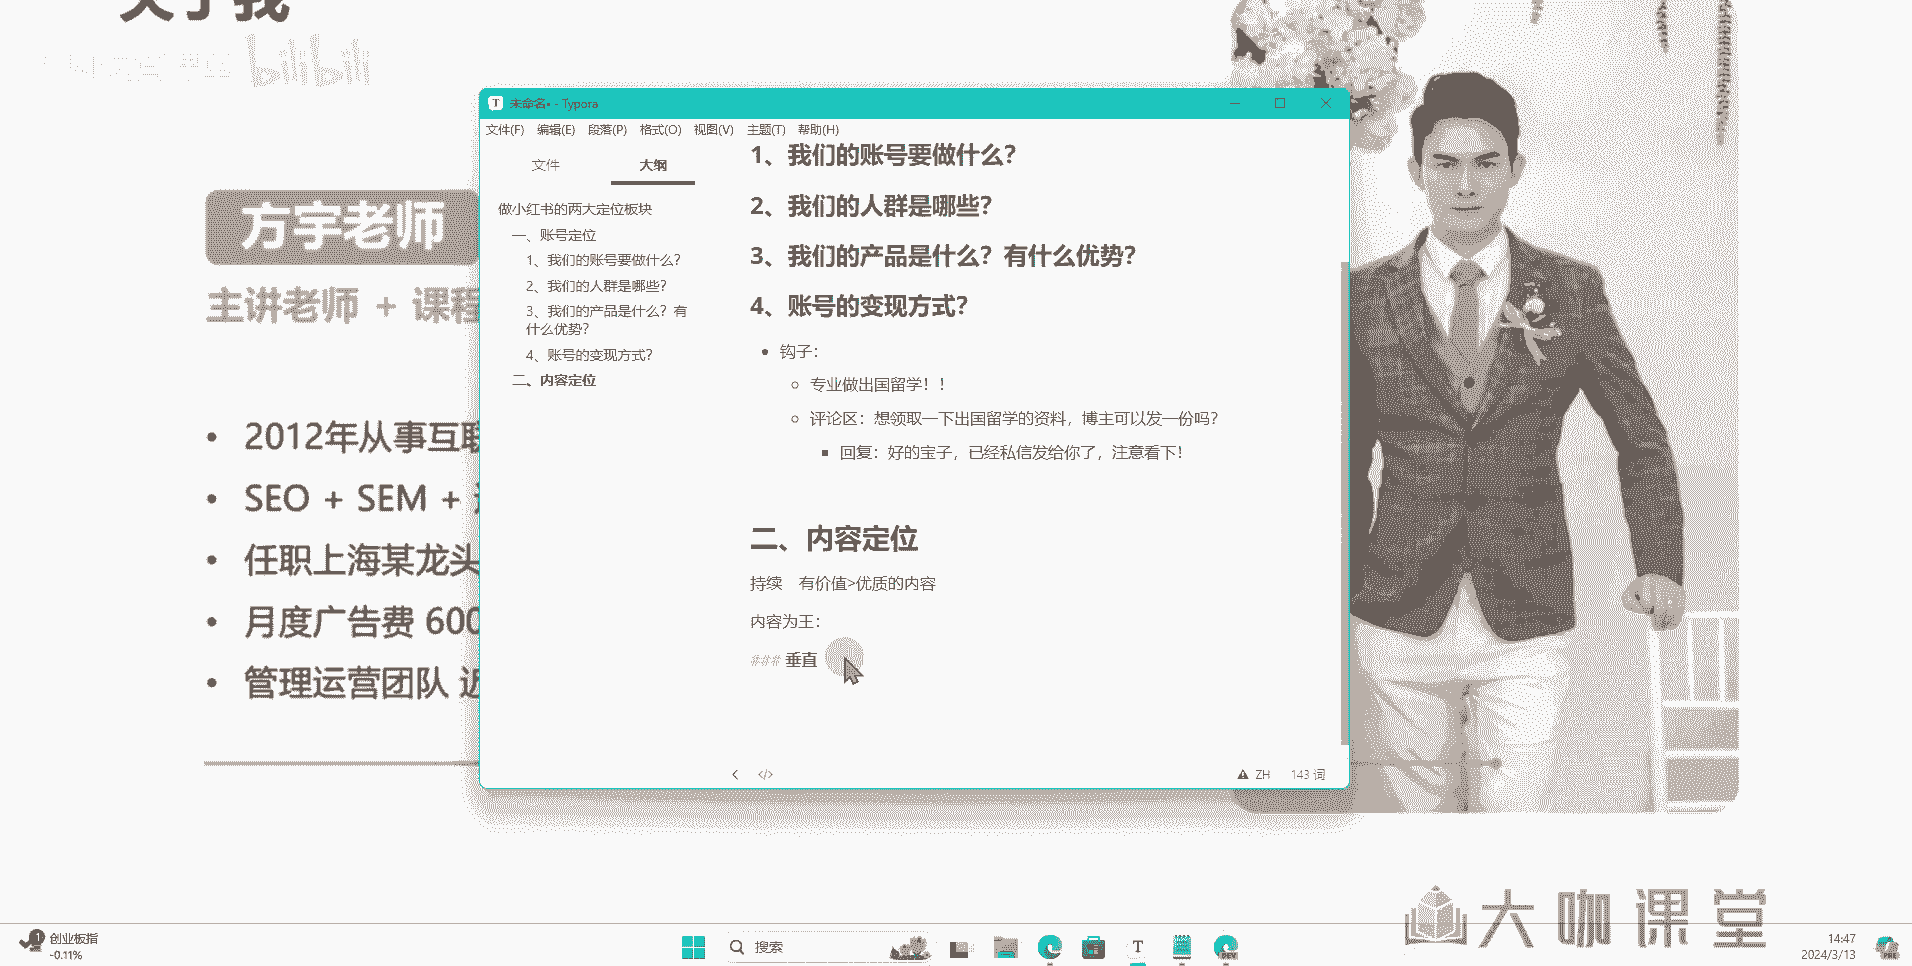 关于我
bilibili
方宇老师
主讲老师 + 课程
• 2012年从事互联
• SEO + SEM +
• 任职上海某龙头
• 月度广告费 600
• 管理运营团队 近
未命名• - Typora
文件(F) 编辑(E) 段落(P) 格式(O) 视图(V) 主题(T) 帮助(H)
文件 大纲
做小红书的两大定位板块
一、账号定位
1、我们的账号要做什么?
2、我们的人群是哪些?
3、我们的产品是什么? 有
什么优势?
4、账号的变现方式?
二、内容定位
1、我们的账号要做什么?
2、我们的人群是哪些?
3、我们的产品是什么? 有什么优势?
4、账号的变现方式?
• 钩子:
专业做出国留学! !
评论区: 想领取一下出国留学的资料, 博主可以发一份吗?
回复: 好的宝子, 已经私信发给你了, 注意看下!
二、内容定位
持续 有价值>优质的内容
内容为王:
### 垂直
ZH 143 词
大咖课堂
1
创业板指
-0.11%
搜索
T
DEV
14:47
2024/3/13
PRE